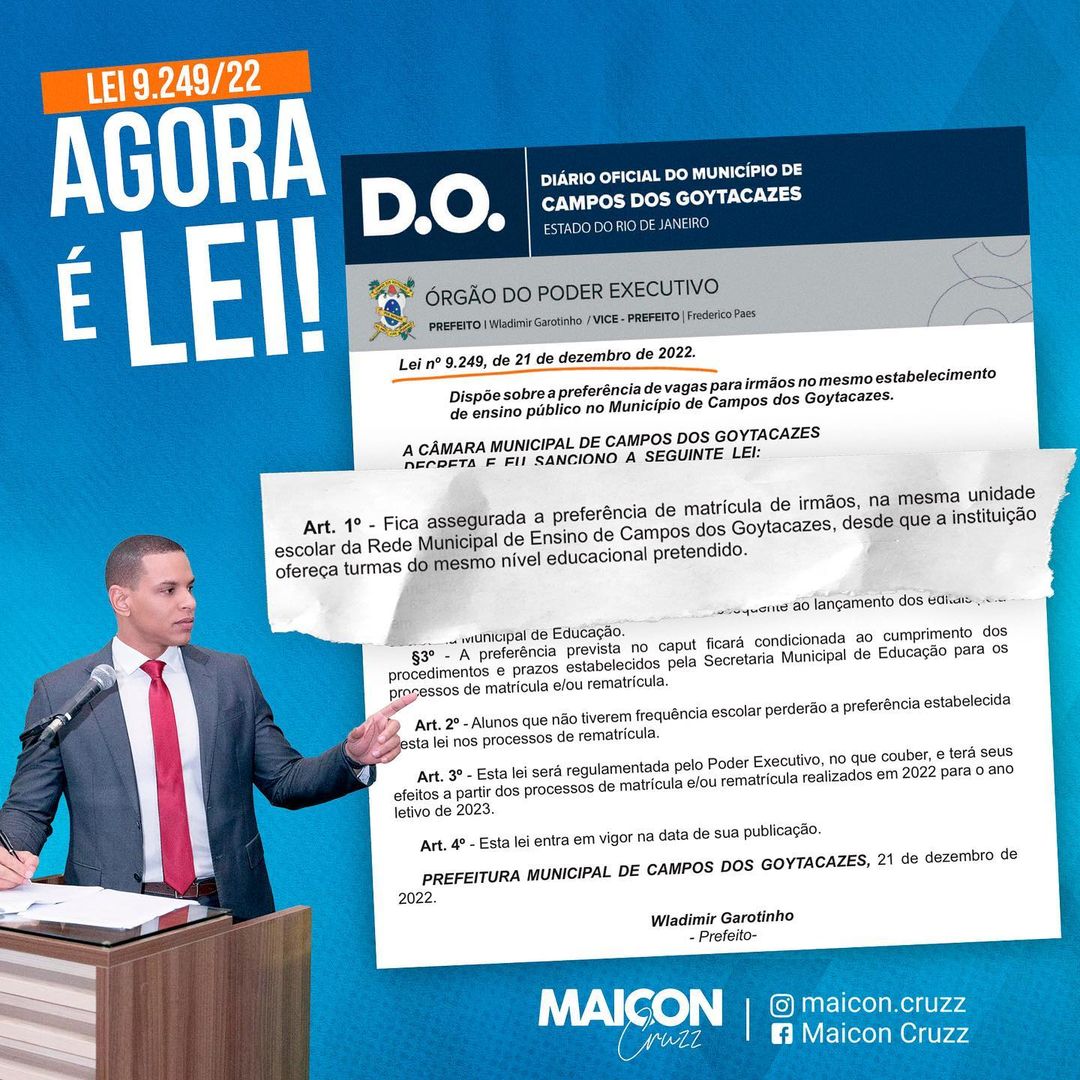 LEI 9.249/22
AGORA
É LEI!
D.O.
DIÁRIO OFICIAL DO MUNICÍPIO DE
CAMPOS DOS GOYTACAZES
ESTADO DO RIO DE JANEIRO
ÓRGÃO DO PODER EXECUTIVO
PREFEITO | Wladimir Garotinho / VICE - PREFEITO | Frederico Paes
Lei nº 9.249, de 21 de dezembro de 2022.
Dispõe sobre a preferência de vagas para irmãos no mesmo estabelecimento
de ensino público no Município de Campos dos Goytacazes.
A CÂMARA MUNICIPAL DE CAMPOS DOS GOYTACAZES
DECRETA E EU SANCIONO A SEGUINTE LEI:
Art. 1º - Fica assegurada a preferência de matrícula de irmãos, na mesma unidade
escolar da Rede Municipal de Ensino de Campos dos Goytacazes, desde que a instituição
ofereça turmas do mesmo nível educacional pretendido.
ao lançamento dos editais
Municipal de Educação.
§3º - A preferência prevista no caput ficará condicionada ao cumprimento dos
procedimentos e prazos estabelecidos pela Secretaria Municipal de Educação para os
processos de matrícula e/ou rematrícula.
Art. 2º - Alunos que não tiverem frequência escolar perderão a preferência estabelecida
esta lei nos processos de rematrícula.
Art. 3º - Esta lei será regulamentada pelo Poder Executivo, no que couber, e terá seus
efeitos a partir dos processos de matrícula e/ou rematrícula realizados em 2022 para o ano
letivo de 2023.
Art. 4º - Esta lei entra em vigor na data de sua publicação.
PREFEITURA MUNICIPAL DE CAMPOS DOS GOYTACAZES, 21 de dezembro de
2022.
Wladimir Garotinho
- Prefeito-
MAICON
Cruzz
maicon.cruzz
Maicon Cruzz